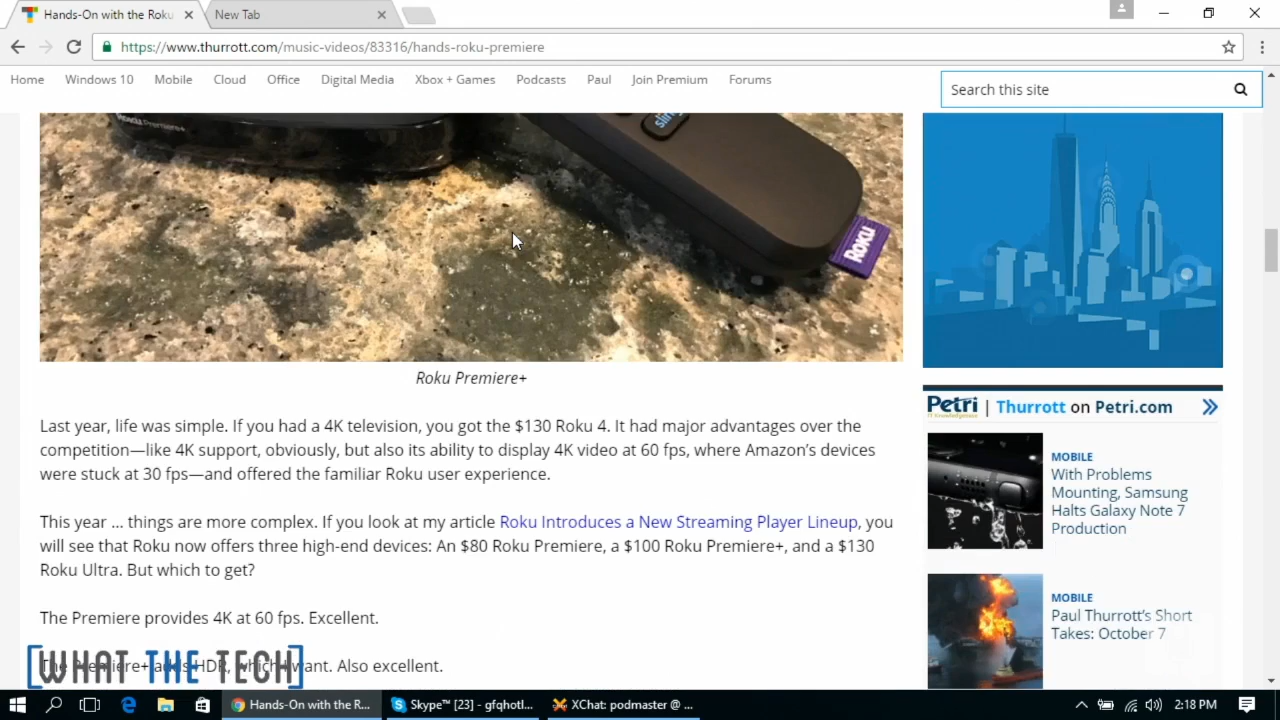 Hands-On with the Roku
New Tab
https://www.thurrott.com/music-videos/83316/hands-roku-premiere
Home Windows 10 Mobile Cloud Office Digital Media Xbox + Games Podcasts Paul Join Premium Forums
Search this site
sling
Roku
Roku Premiere+
Last year, life was simple. If you had a 4K television, you got the $130 Roku 4. It had major advantages over the
competition—like 4K support, obviously, but also its ability to display 4K video at 60 fps, where Amazon's devices
were stuck at 30 fps—and offered the familiar Roku user experience.
This year ... things are more complex. If you look at my article Roku Introduces a New Streaming Player Lineup, you
will see that Roku now offers three high-end devices: An $80 Roku Premiere, a $100 Roku Premiere+, and a $130
Roku Ultra. But which to get?
The Premiere provides 4K at 60 fps. Excellent.
The Premiere+ adds HDR, which I want. Also excellent.
[WHAT THE TECH]
Petri | Thurrott on Petri.com
MOBILE
With Problems
Mounting, Samsung
Halts Galaxy Note 7
Production
MOBILE
Paul Thurrott's Short
Takes: October 7
Hands-On with the R...
Skype™ [23] - gfqhotl...
XChat: podmaster @ ...
2:18 PM